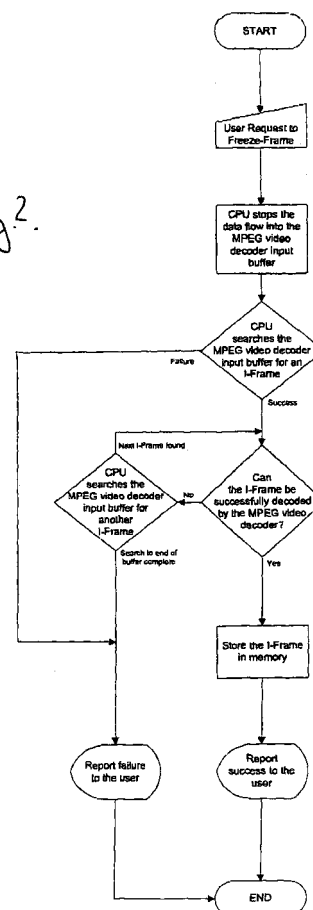 START
User Request to
Freeze-Frame
g2.
CPU stops the
data flow into the
MPEG video
decoder input
buffer
CPU
searches the
MPEG video decoder
input buffer for an
I-Frame
Failure
Success
Next I-Frame found
CPU
searches the
MPEG video decoder
input buffer for
another
I-Frame
No
Can
the I-Frame be
successfully decoded
by the MPEG video
decoder?
Search to end of
buffer complete
Yes
Store the I-Frame
in memory
Report failure
to the user
Report
success to the
user
END